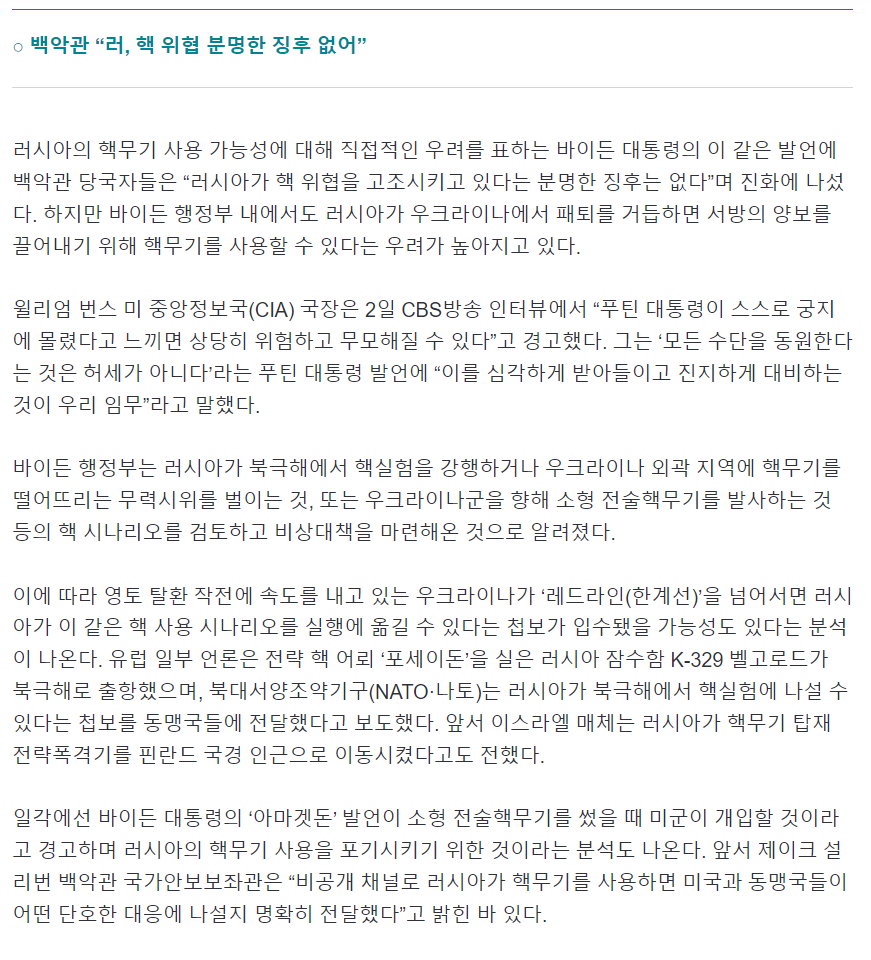 ○ 백악관 “러, 핵 위협 분명한 징후 없어”
러시아의 핵무기 사용 가능성에 대해 직접적인 우려를 표하는 바이든 대통령의 이 같은 발언에
백악관 당국자들은 “러시아가 핵 위협을 고조시키고 있다는 분명한 징후는 없다”며 진화에 나섰
다. 하지만 바이든 행정부 내에서도 러시아가 우크라이나에서 패퇴를 거듭하면 서방의 양보를
끌어내기 위해 핵무기를 사용할 수 있다는 우려가 높아지고 있다.
윌리엄 번스 미 중앙정보국(CIA) 국장은 2일 CBS방송 인터뷰에서 “푸틴 대통령이 스스로 궁지
에 몰렸다고 느끼면 상당히 위험하고 무모해질 수 있다”고 경고했다. 그는 ‘모든 수단을 동원한다
는 것은 허세가 아니다’라는 푸틴 대통령 발언에 “이를 심각하게 받아들이고 진지하게 대비하는
것이 우리 임무”라고 말했다.
바이든 행정부는 러시아가 북극해에서 핵실험을 강행하거나 우크라이나 외곽 지역에 핵무기를
떨어뜨리는 무력시위를 벌이는 것, 또는 우크라이나군을 향해 소형 전술핵무기를 발사하는 것
등의 핵 시나리오를 검토하고 비상대책을 마련해온 것으로 알려졌다.
이에 따라 영토 탈환 작전에 속도를 내고 있는 우크라이나가 ‘레드라인(한계선)’을 넘어서면 러시
아가 이 같은 핵 사용 시나리오를 실행에 옮길 수 있다는 첩보가 입수됐을 가능성도 있다는 분석
이 나온다. 유럽 일부 언론은 전략 핵 어뢰 ‘포세이돈’을 실은 러시아 잠수함 K-329 벨고로드가
북극해로 출항했으며, 북대서양조약기구(NATO·나토)는 러시아가 북극해에서 핵실험에 나설 수
있다는 첩보를 동맹국들에 전달했다고 보도했다. 앞서 이스라엘 매체는 러시아가 핵무기 탑재
전략폭격기를 핀란드 국경 인근으로 이동시켰다고도 전했다.
일각에선 바이든 대통령의 ‘아마겟돈’ 발언이 소형 전술핵무기를 썼을 때 미군이 개입할 것이라
고 경고하며 러시아의 핵무기 사용을 포기시키기 위한 것이라는 분석도 나온다. 앞서 제이크 설
리번 백악관 국가안보보좌관은 “비공개 채널로 러시아가 핵무기를 사용하면 미국과 동맹국들이
어떤 단호한 대응에 나설지 명확히 전달했다”고 밝힌 바 있다.